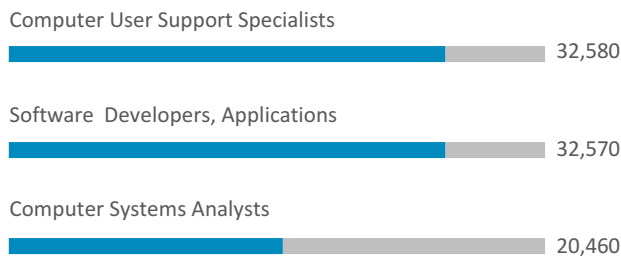 Computer User Support Specialists
32,580
Software Developers, Applications
32,570
Computer Systems Analysts
20,460